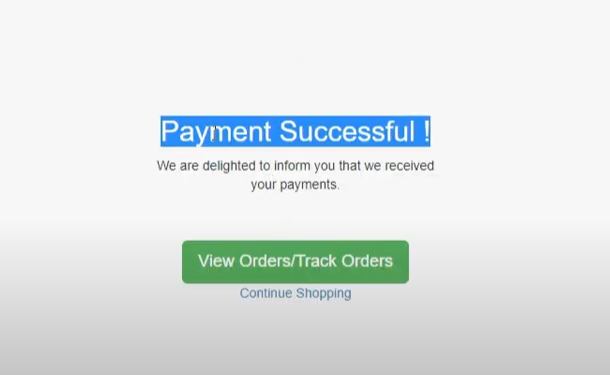 Payment Successful !
We are delighted to inform you that we received
your payments.
View Orders/Track Orders
Continue Shopping